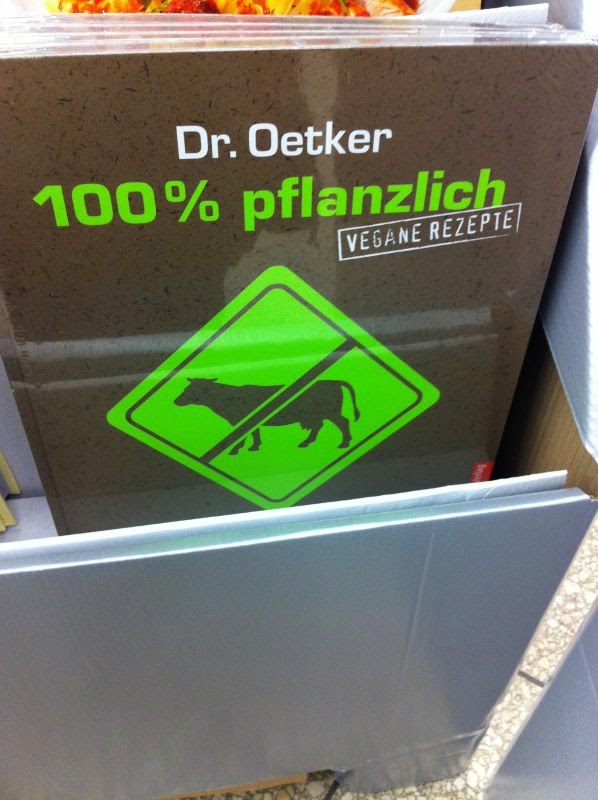 Dr. Oetker
100% pflanzlich
VEGANE REZEPTE